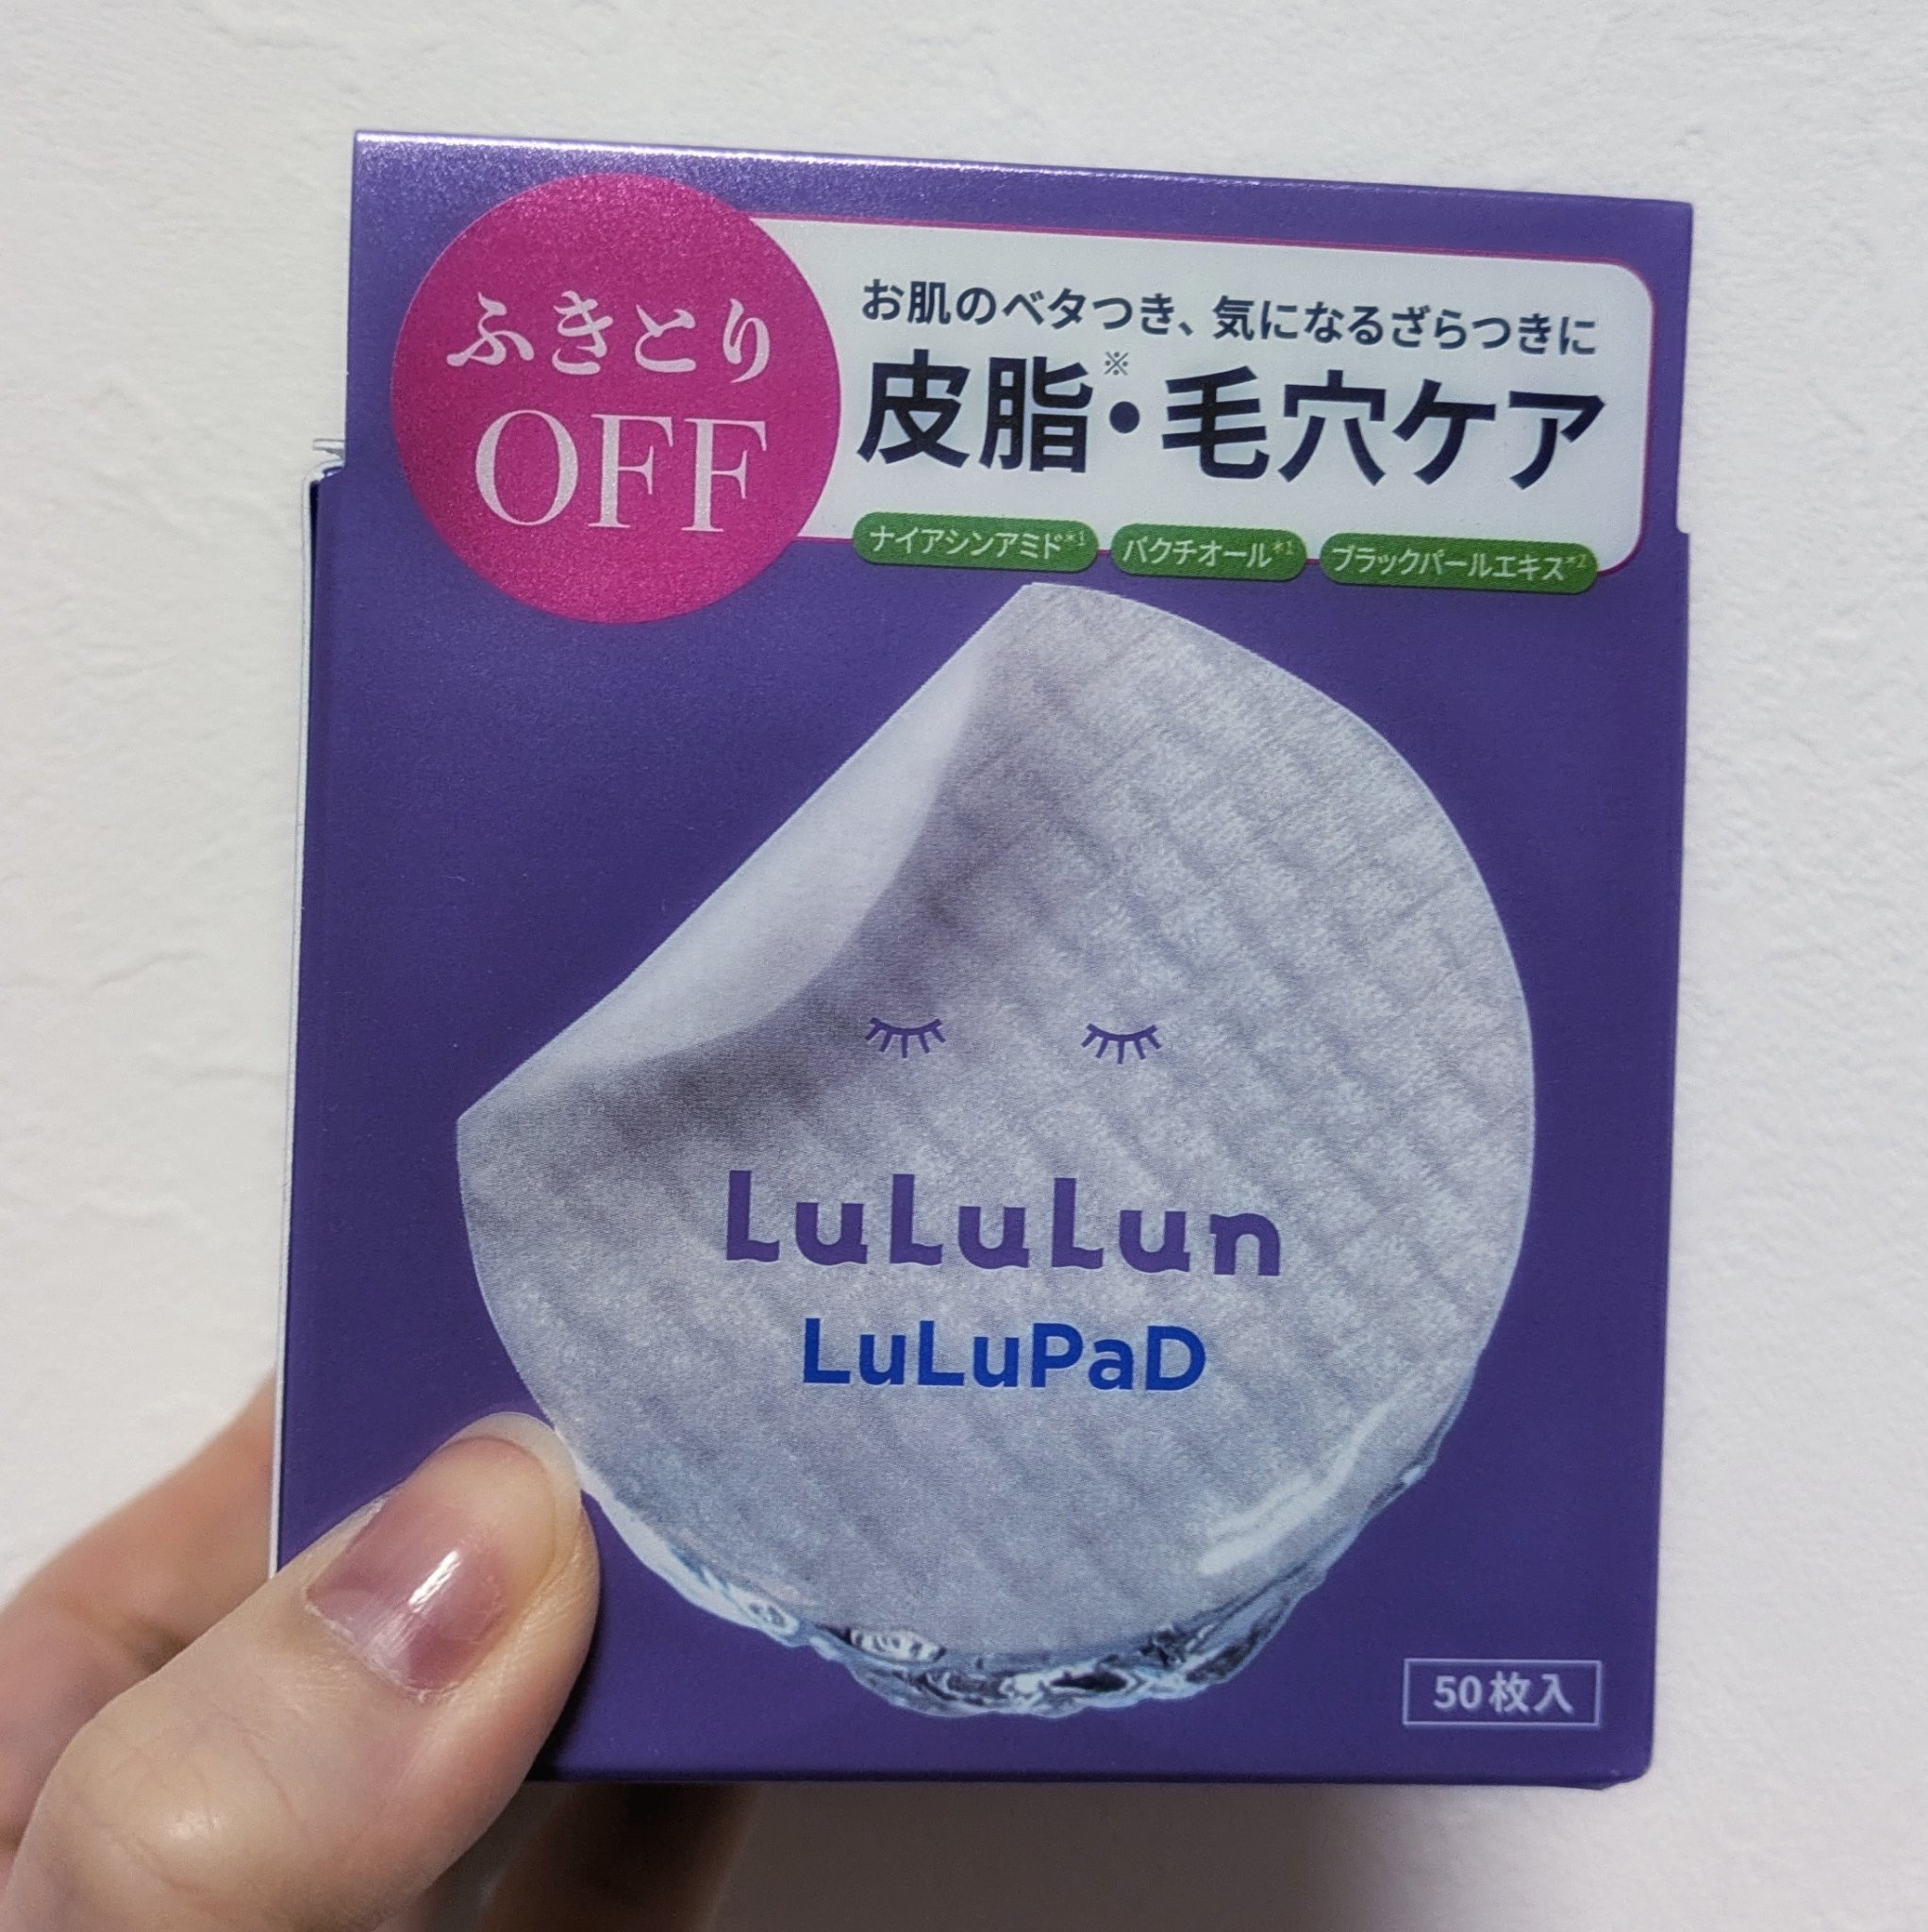 ふきとり
OFF
お肌のベタつき、気になるざらつきに
皮脂※・毛穴ケア
ナイアシンアミド*1 バクチオール*1 ブラックパールエキス*2
LuLuLun
LuLuPaD
50枚入